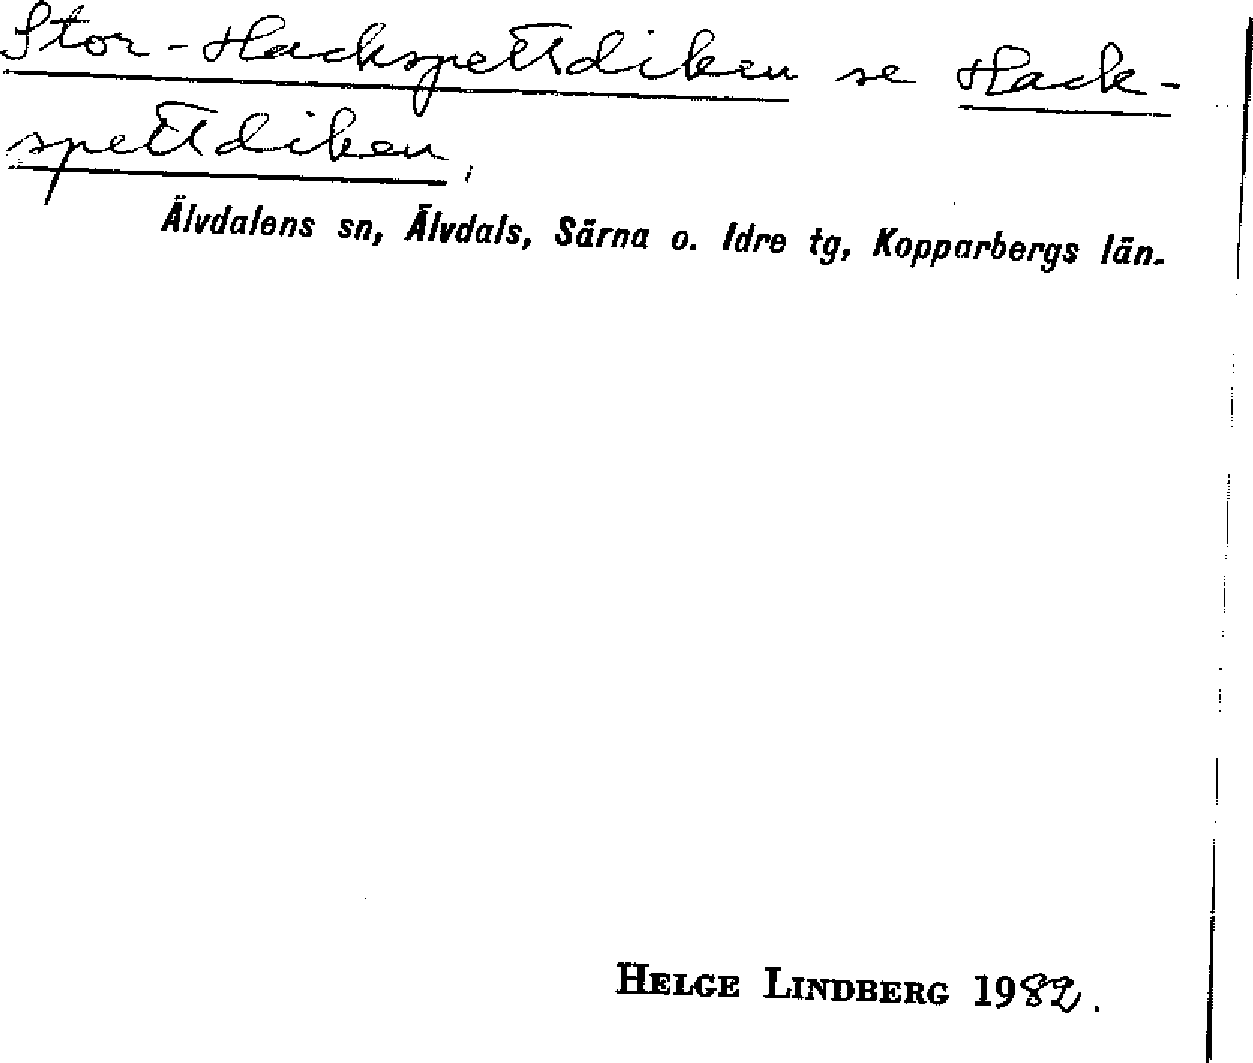 Stor-Hackspettdiken se Hack-
spettdiken.
Älvdalens sn, Älvdals, Särna o. Idre tg, Kopparbergs län.
HELGE LINDBERG 1982.